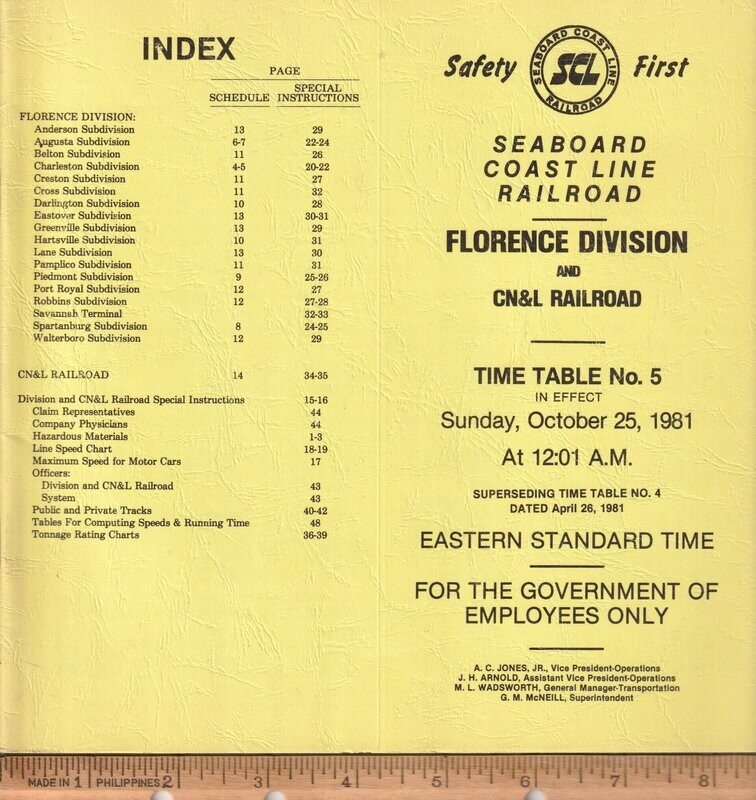 INDEX
PAGE
SCHEDULE SPECIAL INSTRUCTIONS
FLORENCE DIVISION:
Anderson Subdivision 13 29
Augusta Subdivision 6-7 22-24
Belton Subdivision 11 26
Charleston Subdivision 4-5 20-22
Creston Subdivision 11 27
Cross Subdivision 11 32
Darlington Subdivision 10 28
Eastover Subdivision 13 30-31
Greenville Subdivision 13 29
Hartsville Subdivision 10 31
Lane Subdivision 13 30
Pamplico Subdivision 11 31
Piedmont Subdivision 9 25-26
Port Royal Subdivision 12 27
Robbins Subdivision 12 27-28
Savannah Terminal 32-33
Spartanburg Subdivision 8 24-25
Walterboro Subdivision 12 29
CN&L RAILROAD 14 34-35
Division and CN&L Railroad Special Instructions 15-16
Claim Representatives 44
Company Physicians 44
Hazardous Materials 1-3
Line Speed Chart 18-19
Maximum Speed for Motor Cars 17
Officers:
Division and CN&L Railroad 43
System 43
Public and Private Tracks 40-42
Tables For Computing Speeds & Running Time 48
Tonnage Rating Charts 36-39
Safety First
SEABOARD COAST LINE
SCL
RAILROAD
SEABOARD
COAST LINE
RAILROAD
FLORENCE DIVISION
AND
CN&L RAILROAD
TIME TABLE No. 5
IN EFFECT
Sunday, October 25, 1981
At 12:01 A.M.
SUPERSEDING TIME TABLE NO. 4
DATED April 26, 1981
EASTERN STANDARD TIME
FOR THE GOVERNMENT OF
EMPLOYEES ONLY
A. C. JONES, JR., Vice President-Operations
J. H. ARNOLD, Assistant Vice President-Operations
M. L. WADSWORTH, General Manager-Transportation
G. M. McNEILL, Superintendent
MADE IN 1 PHILIPPINES 2 3 4 5 6 7 8